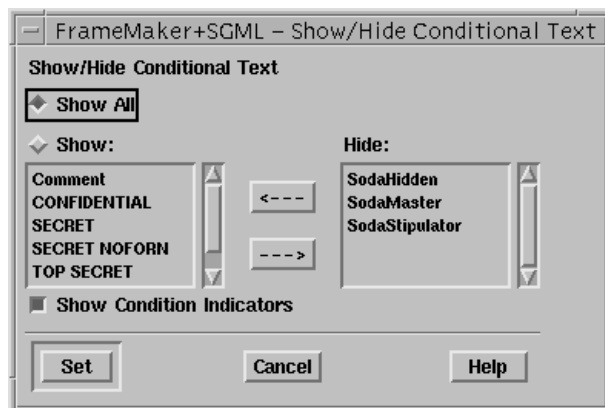 FrameMaker+SGML – Show/Hide Conditional Text
Show/Hide Conditional Text
Show All
Show:
Hide:
Comment
CONFIDENTIAL
SECRET
SECRET NOFORN
TOP SECRET
<---
--->
SodaHidden
SodaMaster
SodaStipulator
Show Condition Indicators
Set
Cancel
Help